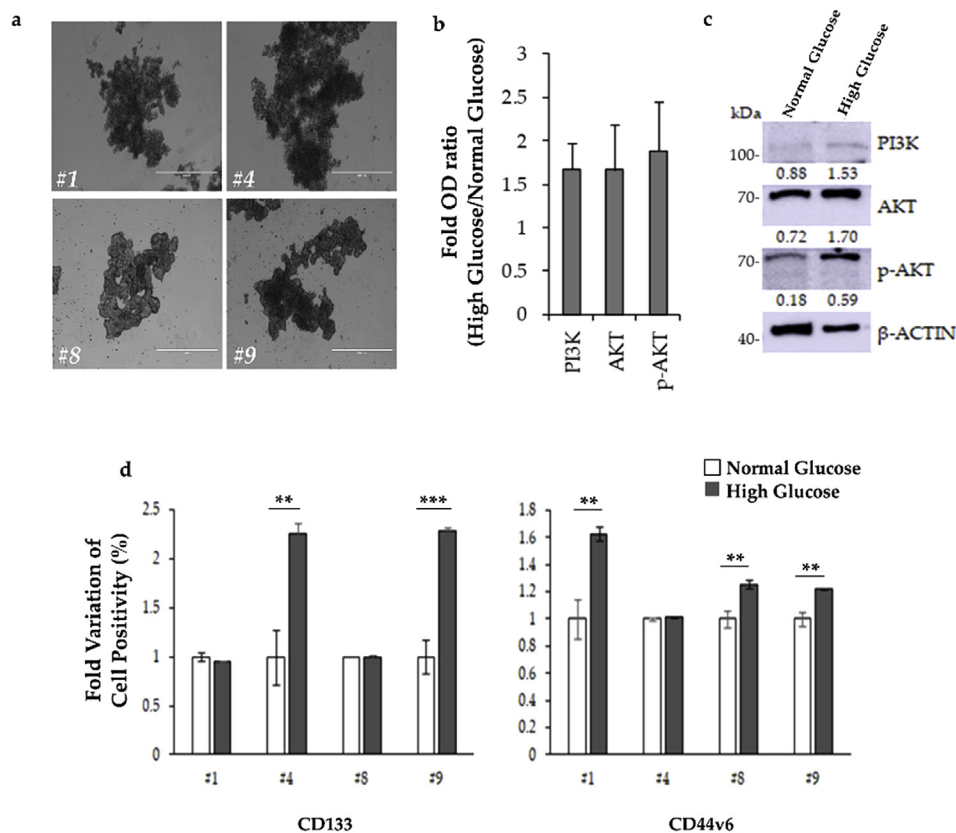 a
#1
#4
#8
#9
b
Fold OD ratio
(High Glucose/Normal Glucose)
3
2.5
2
1.5
1
0.5
0
PI3K
AKT
p-AKT
c
Normal Glucose
High Glucose
kDa
100-
PI3K
0.88 1.53
70-
AKT
0.72 1.70
70-
p-AKT
0.18 0.59
40-
β-ACTIN
d
Normal Glucose
High Glucose
Fold Variation of
Cell Positivity (%)
2.5
2
1.5
1
0.5
0
**
***
#1 #4 #8 #9
CD133
1.8
1.6
1.4
1.2
1
0.8
0.6
0.4
0.2
0
**
**
**
#1 #4 #8 #9
CD44v6